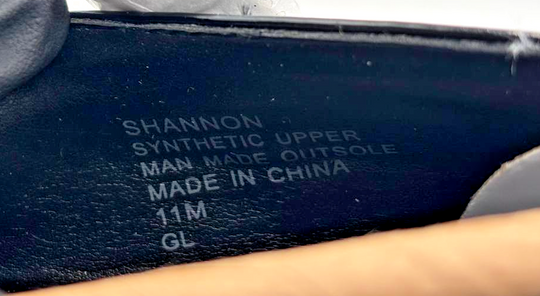 SHANNON
SYNTHETIC UPPER
MAN MADE OUTSOLE
MADE IN CHINA
11M
GL